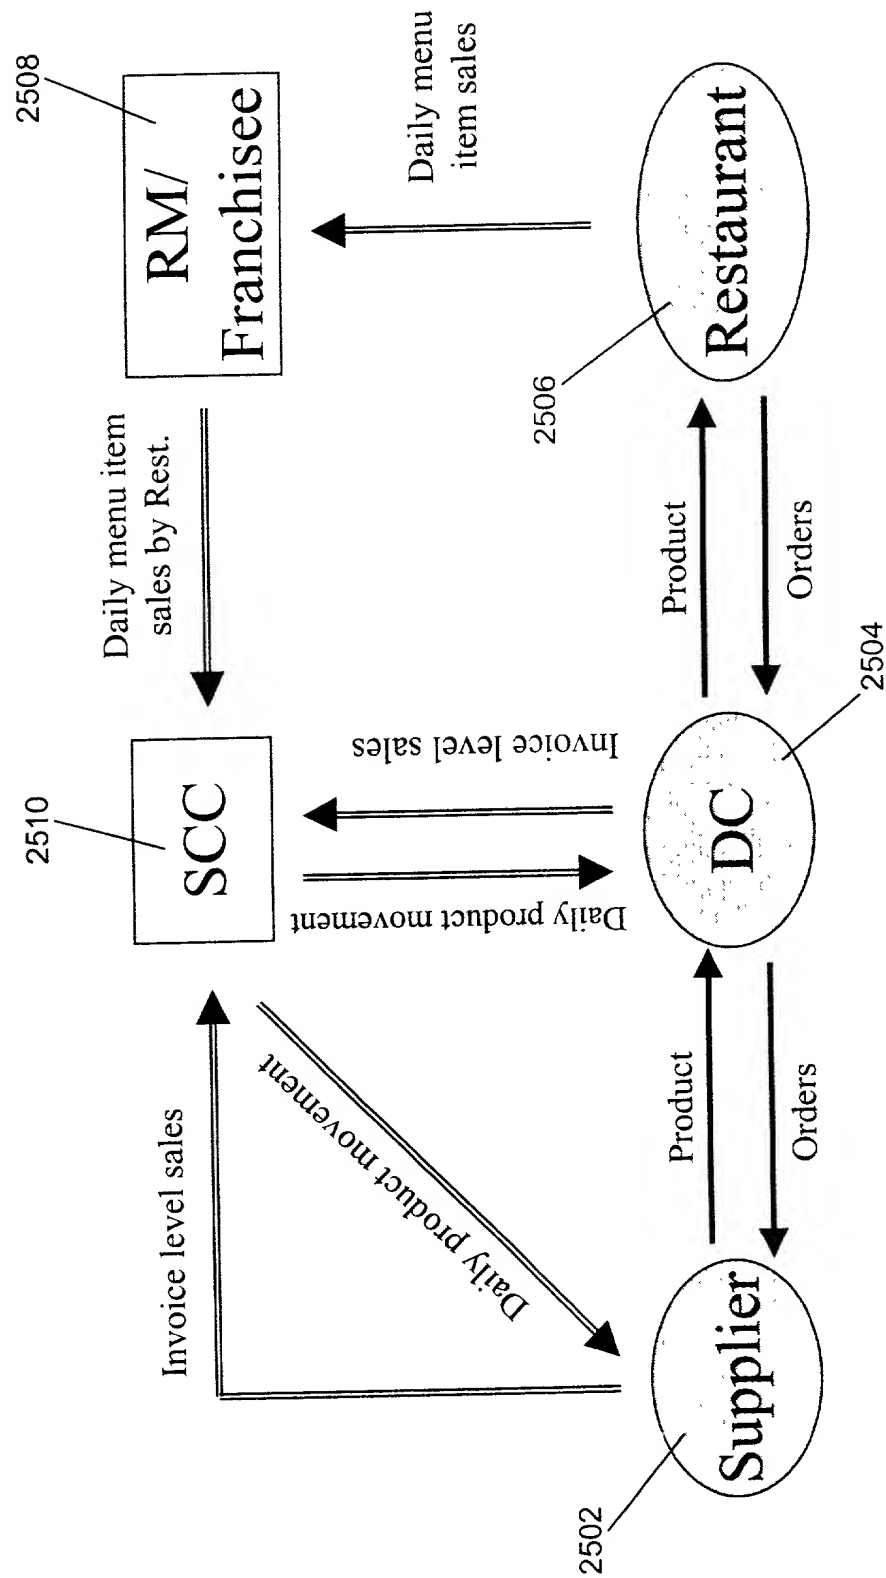 2510
SCC
Daily menu item
sales by Rest.
2508
RM/
Franchisee
Invoice level sales
Daily product movement
Daily product movement
Invoice level sales
Daily menu
item sales
2502
Supplier
Product
Orders
DC
2504
Product
Orders
2506
Restaurant